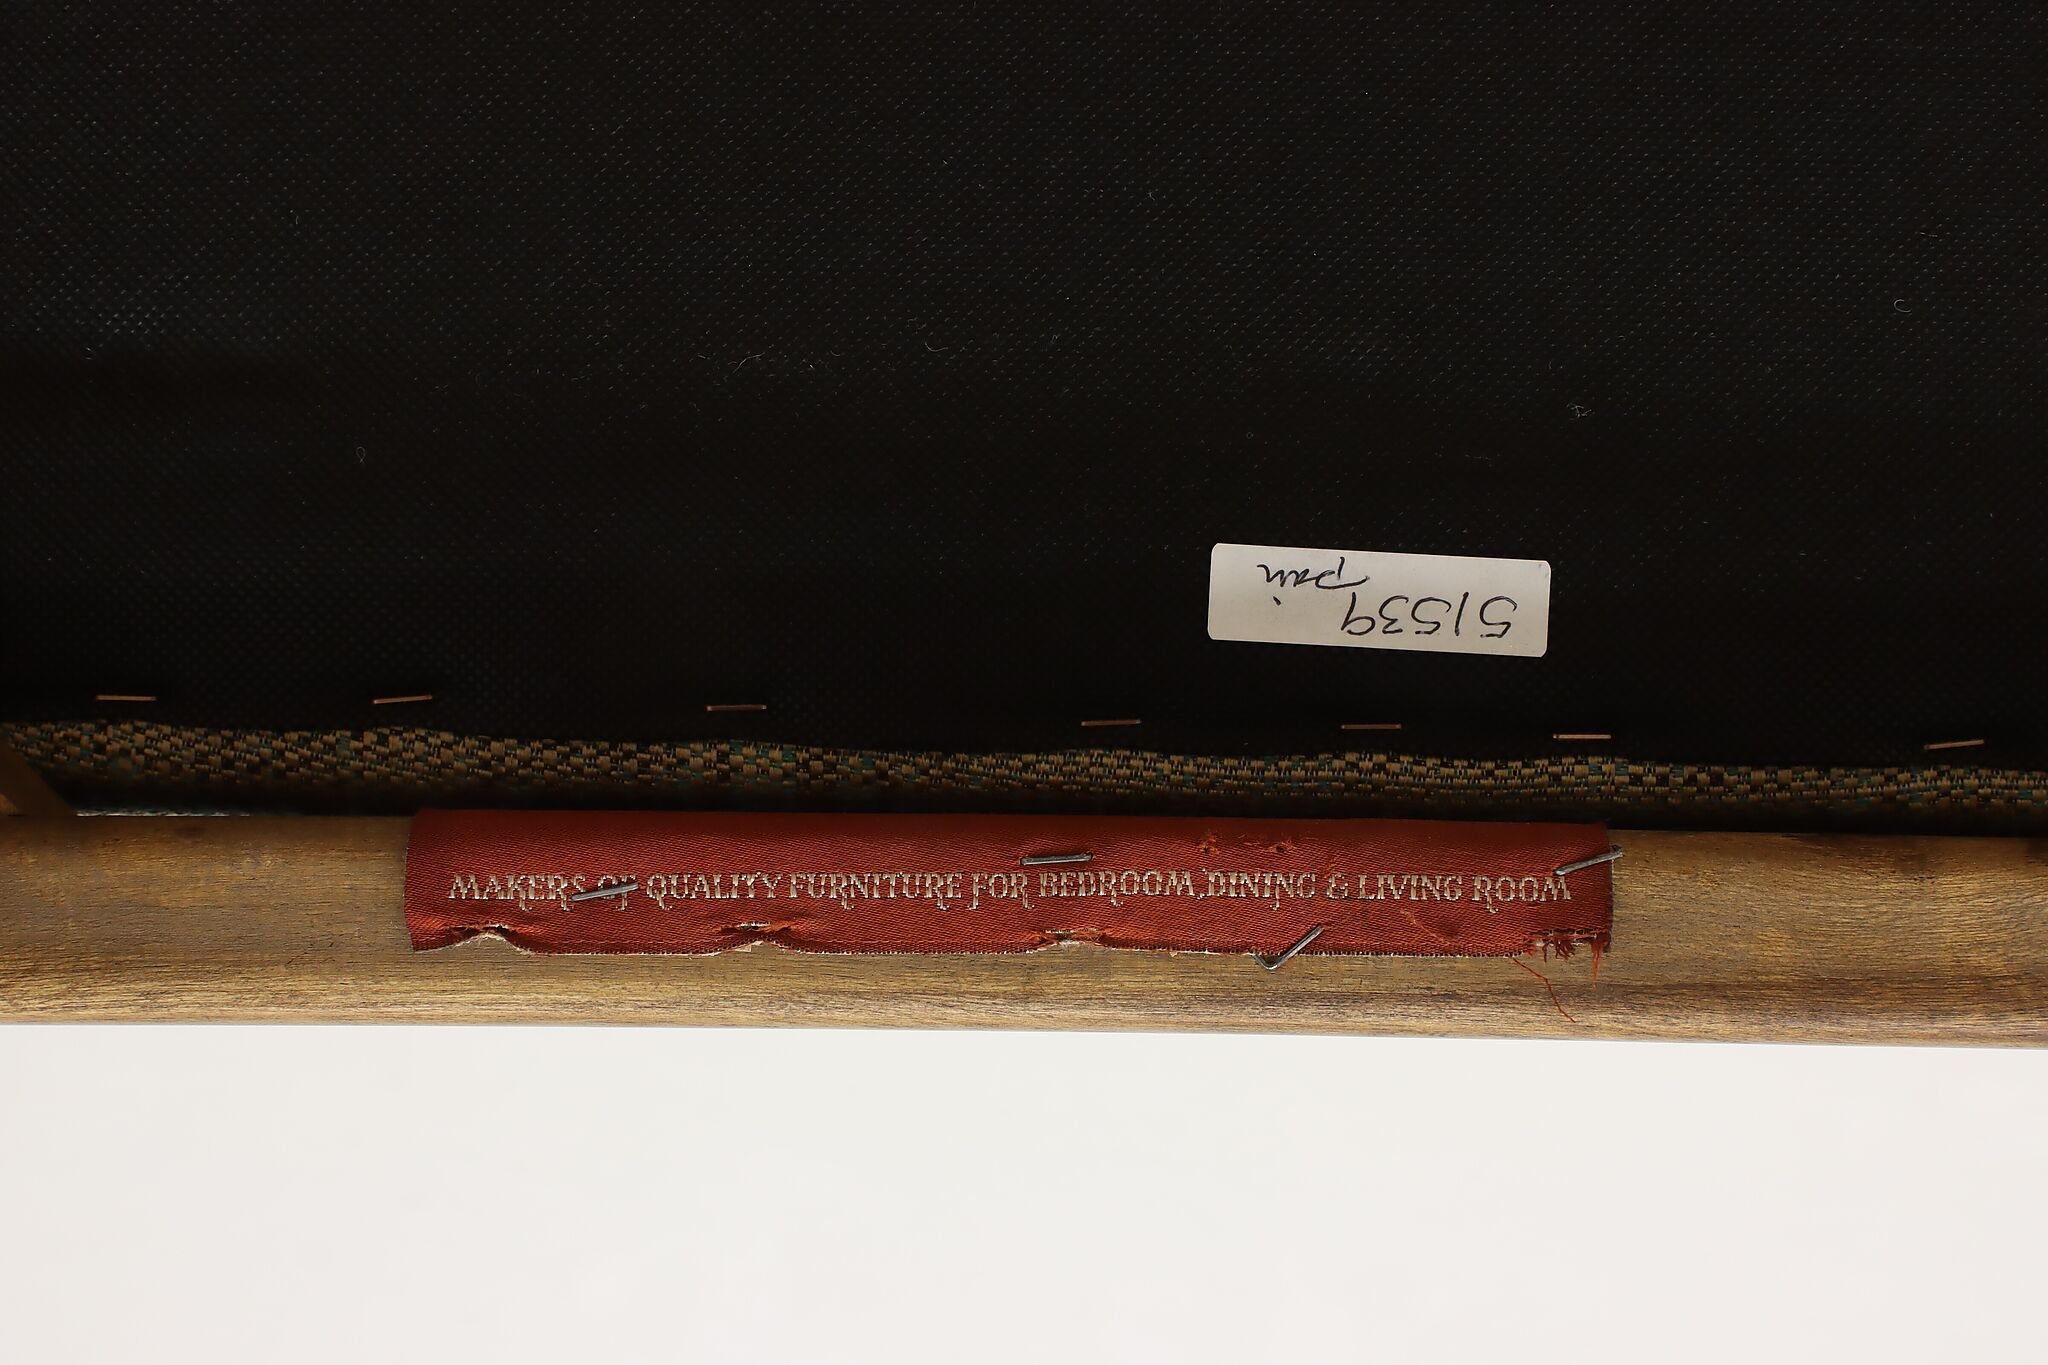 51539
pair
MAKERS OF QUALITY FURNITURE FOR BEDROOM, DINING & LIVING ROOM